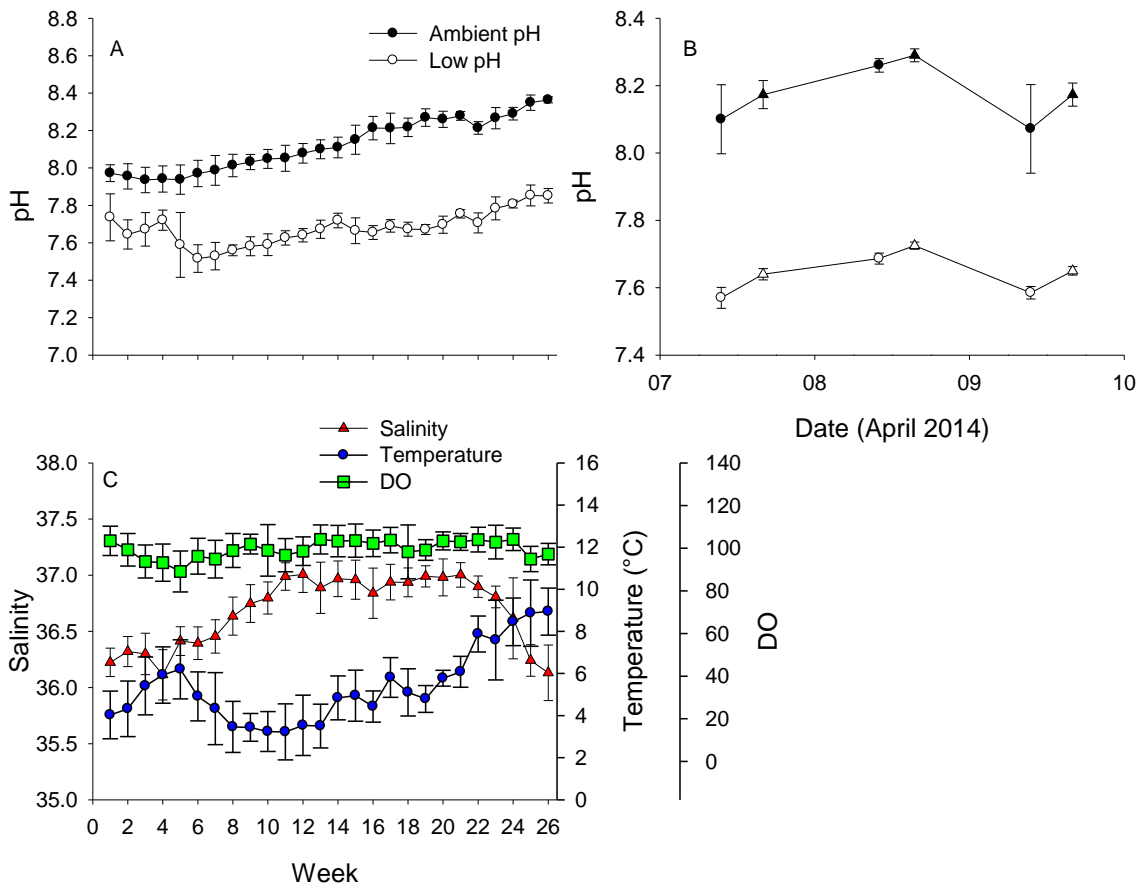 A
Ambient pH
Low pH
8.8
8.6
8.4
8.2
8.0
7.8
7.6
7.4
7.2
7.0
pH
B
8.4
8.2
8.0
7.8
7.6
7.4
pH
07 08 09 10
Date (April 2014)
Salinity
Temperature
DO
C
38.0
37.5
37.0
36.5
36.0
35.5
35.0
Salinity
16
14
12
10
8
6
4
2
0
Temperature (°C)
140
120
100
80
60
40
20
0
DO
0 2 4 6 8 10 12 14 16 18 20 22 24 26
Week